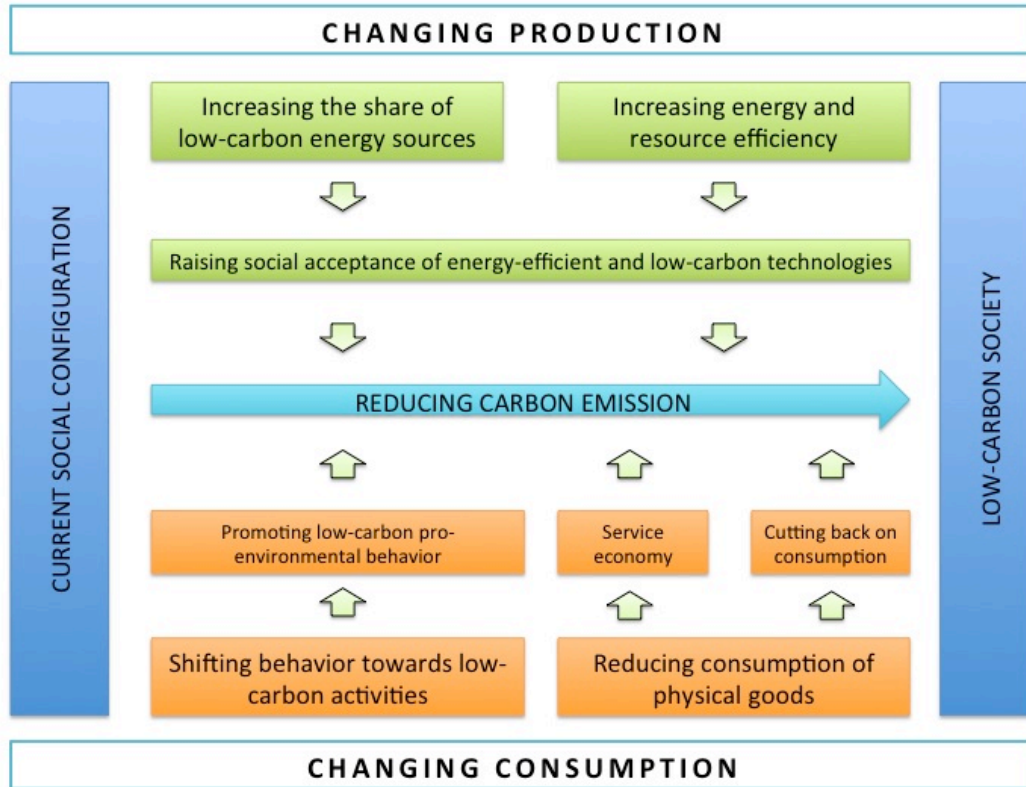 CHANGING PRODUCTION
CURRENT SOCIAL CONFIGURATION
Increasing the share of
low-carbon energy sources
Increasing energy and
resource efficiency
Raising social acceptance of energy-efficient and low-carbon technologies
REDUCING CARBON EMISSION
Promoting low-carbon pro-
environmental behavior
Service
economy
Cutting back on
consumption
Shifting behavior towards low-
carbon activities
Reducing consumption of
physical goods
LOW-CARBON SOCIETY
CHANGING CONSUMPTION